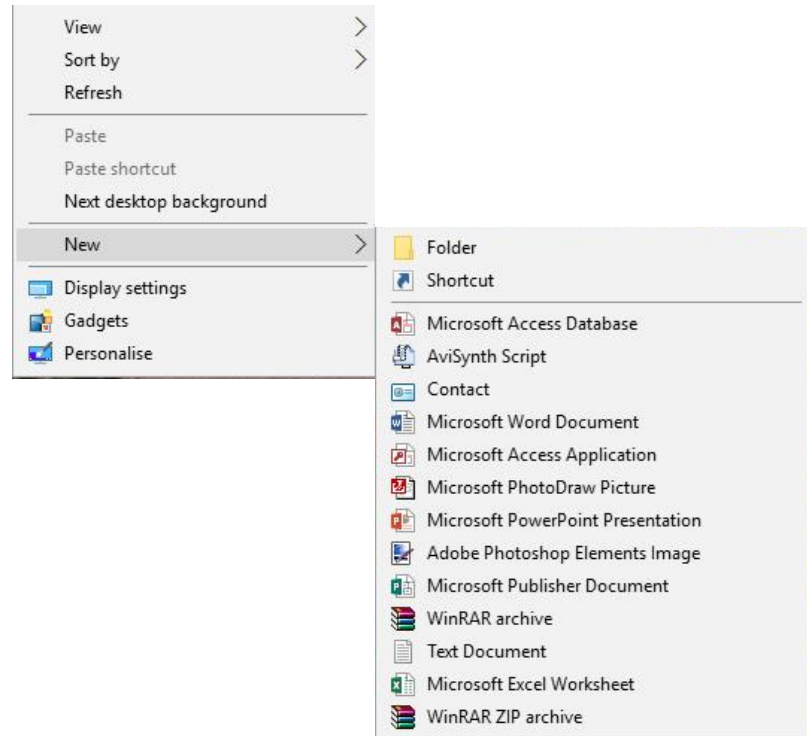 View
Sort by
Refresh
Paste
Paste shortcut
Next desktop background
New
Display settings
Gadgets
Personalise
Folder
Shortcut
Microsoft Access Database
AviSynth Script
Contact
Microsoft Word Document
Microsoft Access Application
Microsoft PhotoDraw Picture
Microsoft PowerPoint Presentation
Adobe Photoshop Elements Image
Microsoft Publisher Document
WinRAR archive
Text Document
Microsoft Excel Worksheet
WinRAR ZIP archive